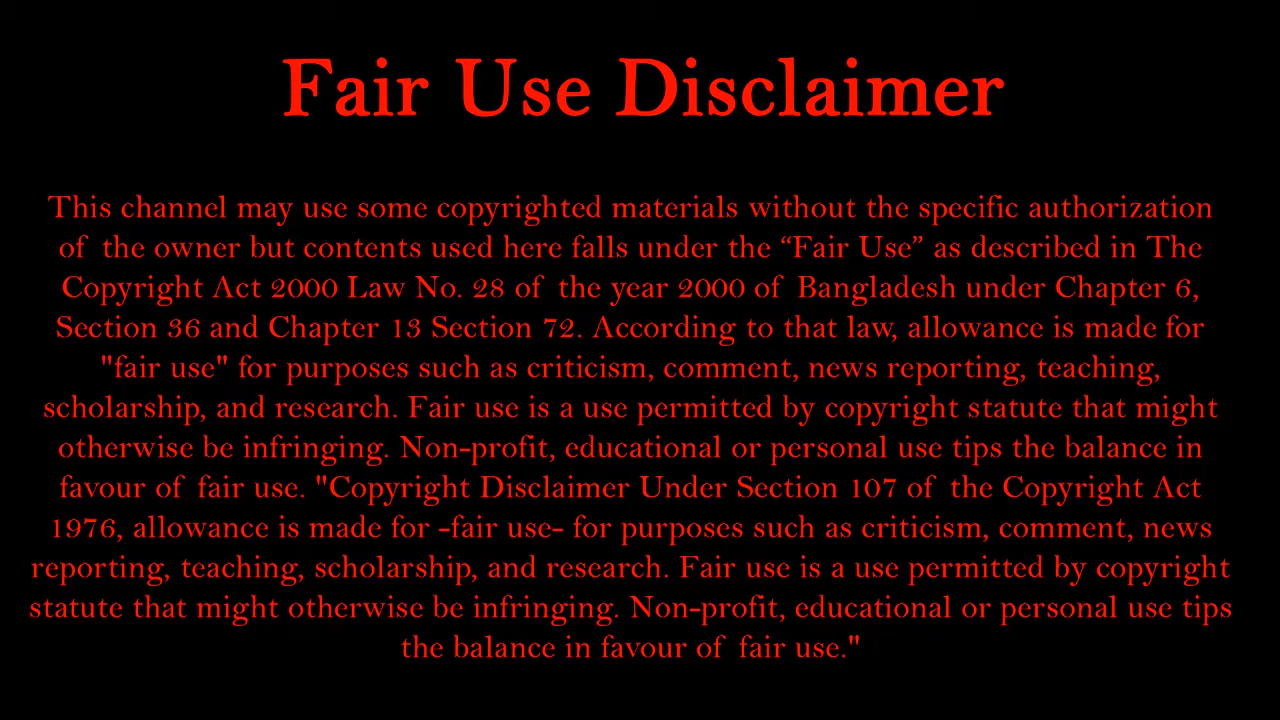 Fair Use Disclaimer
This channel may use some copyrighted materials without the specific authorization
of the owner but contents used here falls under the “Fair Use” as described in The
Copyright Act 2000 Law No. 28 of the year 2000 of Bangladesh under Chapter 6,
Section 36 and Chapter 13 Section 72. According to that law, allowance is made for
"fair use" for purposes such as criticism, comment, news reporting, teaching,
scholarship, and research. Fair use is a use permitted by copyright statute that might
otherwise be infringing. Non-profit, educational or personal use tips the balance in
favour of fair use. "Copyright Disclaimer Under Section 107 of the Copyright Act
1976, allowance is made for -fair use- for purposes such as criticism, comment, news
reporting, teaching, scholarship, and research. Fair use is a use permitted by copyright
statute that might otherwise be infringing. Non-profit, educational or personal use tips
the balance in favour of fair use."